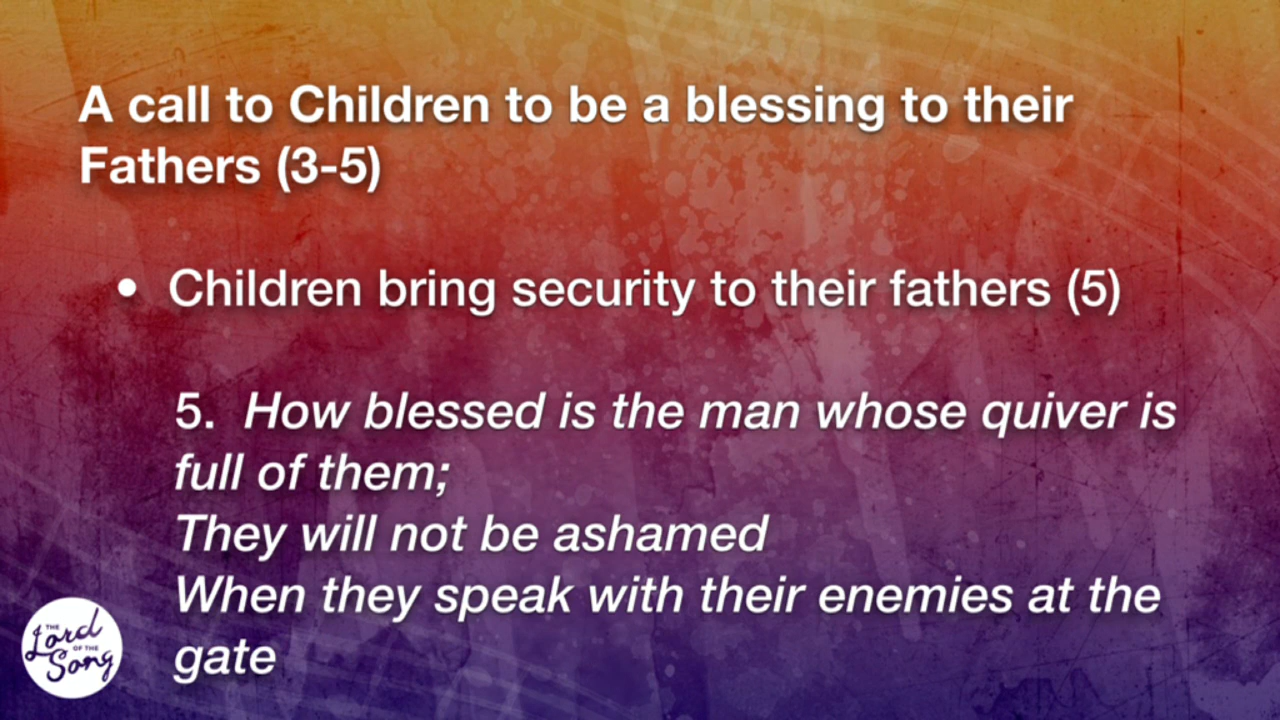 A call to Children to be a blessing to their
Fathers (3-5)
• Children bring security to their fathers (5)
5. How blessed is the man whose quiver is
full of them;
They will not be ashamed
When they speak with their enemies at the
gate
THE
Lord
OF THE
Song